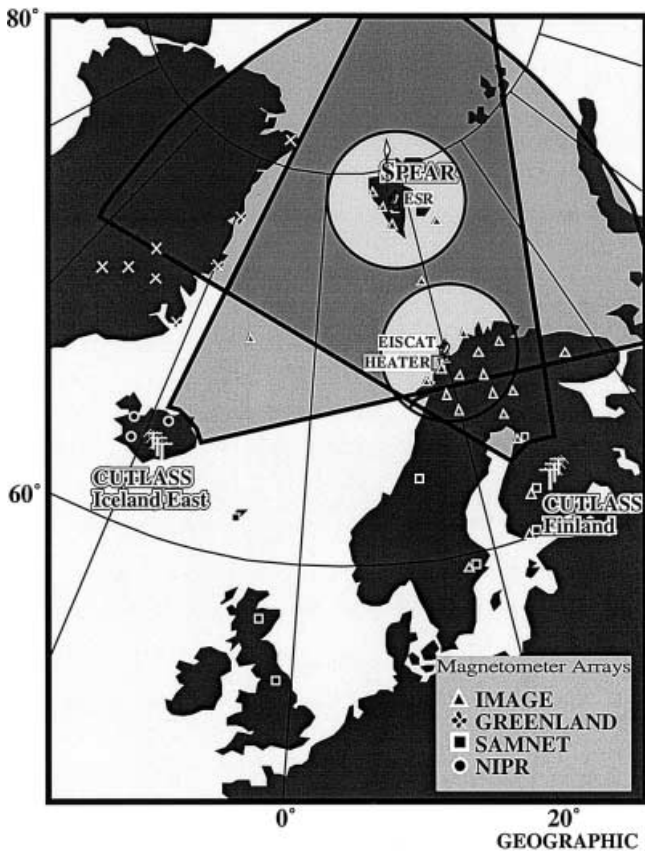 80°
SPEAR
ESR
EISCAT
HEATER
CUTLASS
Iceland East
CUTLASS
Finland
60°
Magnetometer Arrays
IMAGE
GREENLAND
SAMNET
NIPR
0°
20°
GEOGRAPHIC